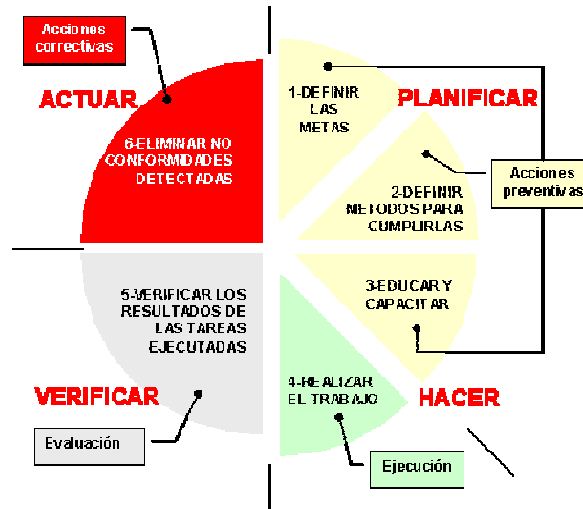 Acciones
correctivas
ACTUAR
6-ELIMINAR NO
CONFORMIDADES
DETECTADAS
1-DEFINIR
LAS
METAS
PLANIFICAR
2-DEFINIR
METODOS PARA
CUMPLIRLAS
Acciones
preventivas
3-EDUCAR Y
CAPACITAR
5-VERIFICAR LOS
RESULTADOS DE
LAS TAREAS
EJECUTADAS
4-REALIZAR
EL TRABAJO
VERIFICAR
HACER
Evaluación
Ejecución